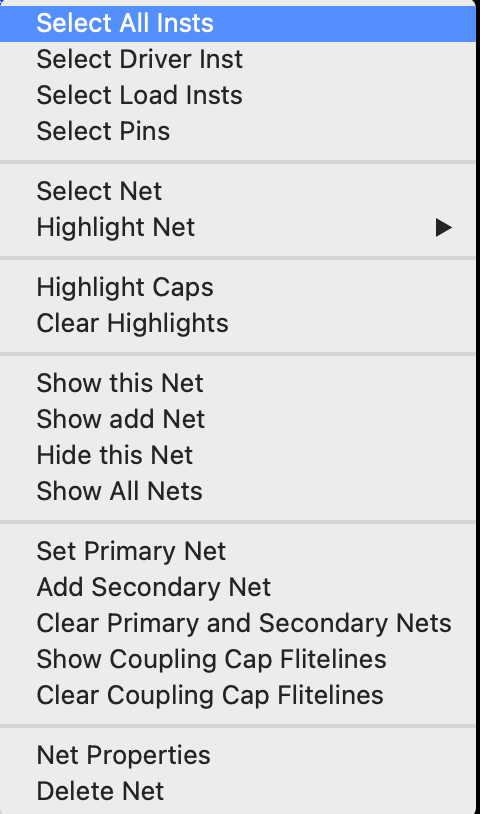 Select All Insts
Select Driver Inst
Select Load Insts
Select Pins
Select Net
Highlight Net
Highlight Caps
Clear Highlights
Show this Net
Show add Net
Hide this Net
Show All Nets
Set Primary Net
Add Secondary Net
Clear Primary and Secondary Nets
Show Coupling Cap Flitelines
Clear Coupling Cap Flitelines
Net Properties
Delete Net